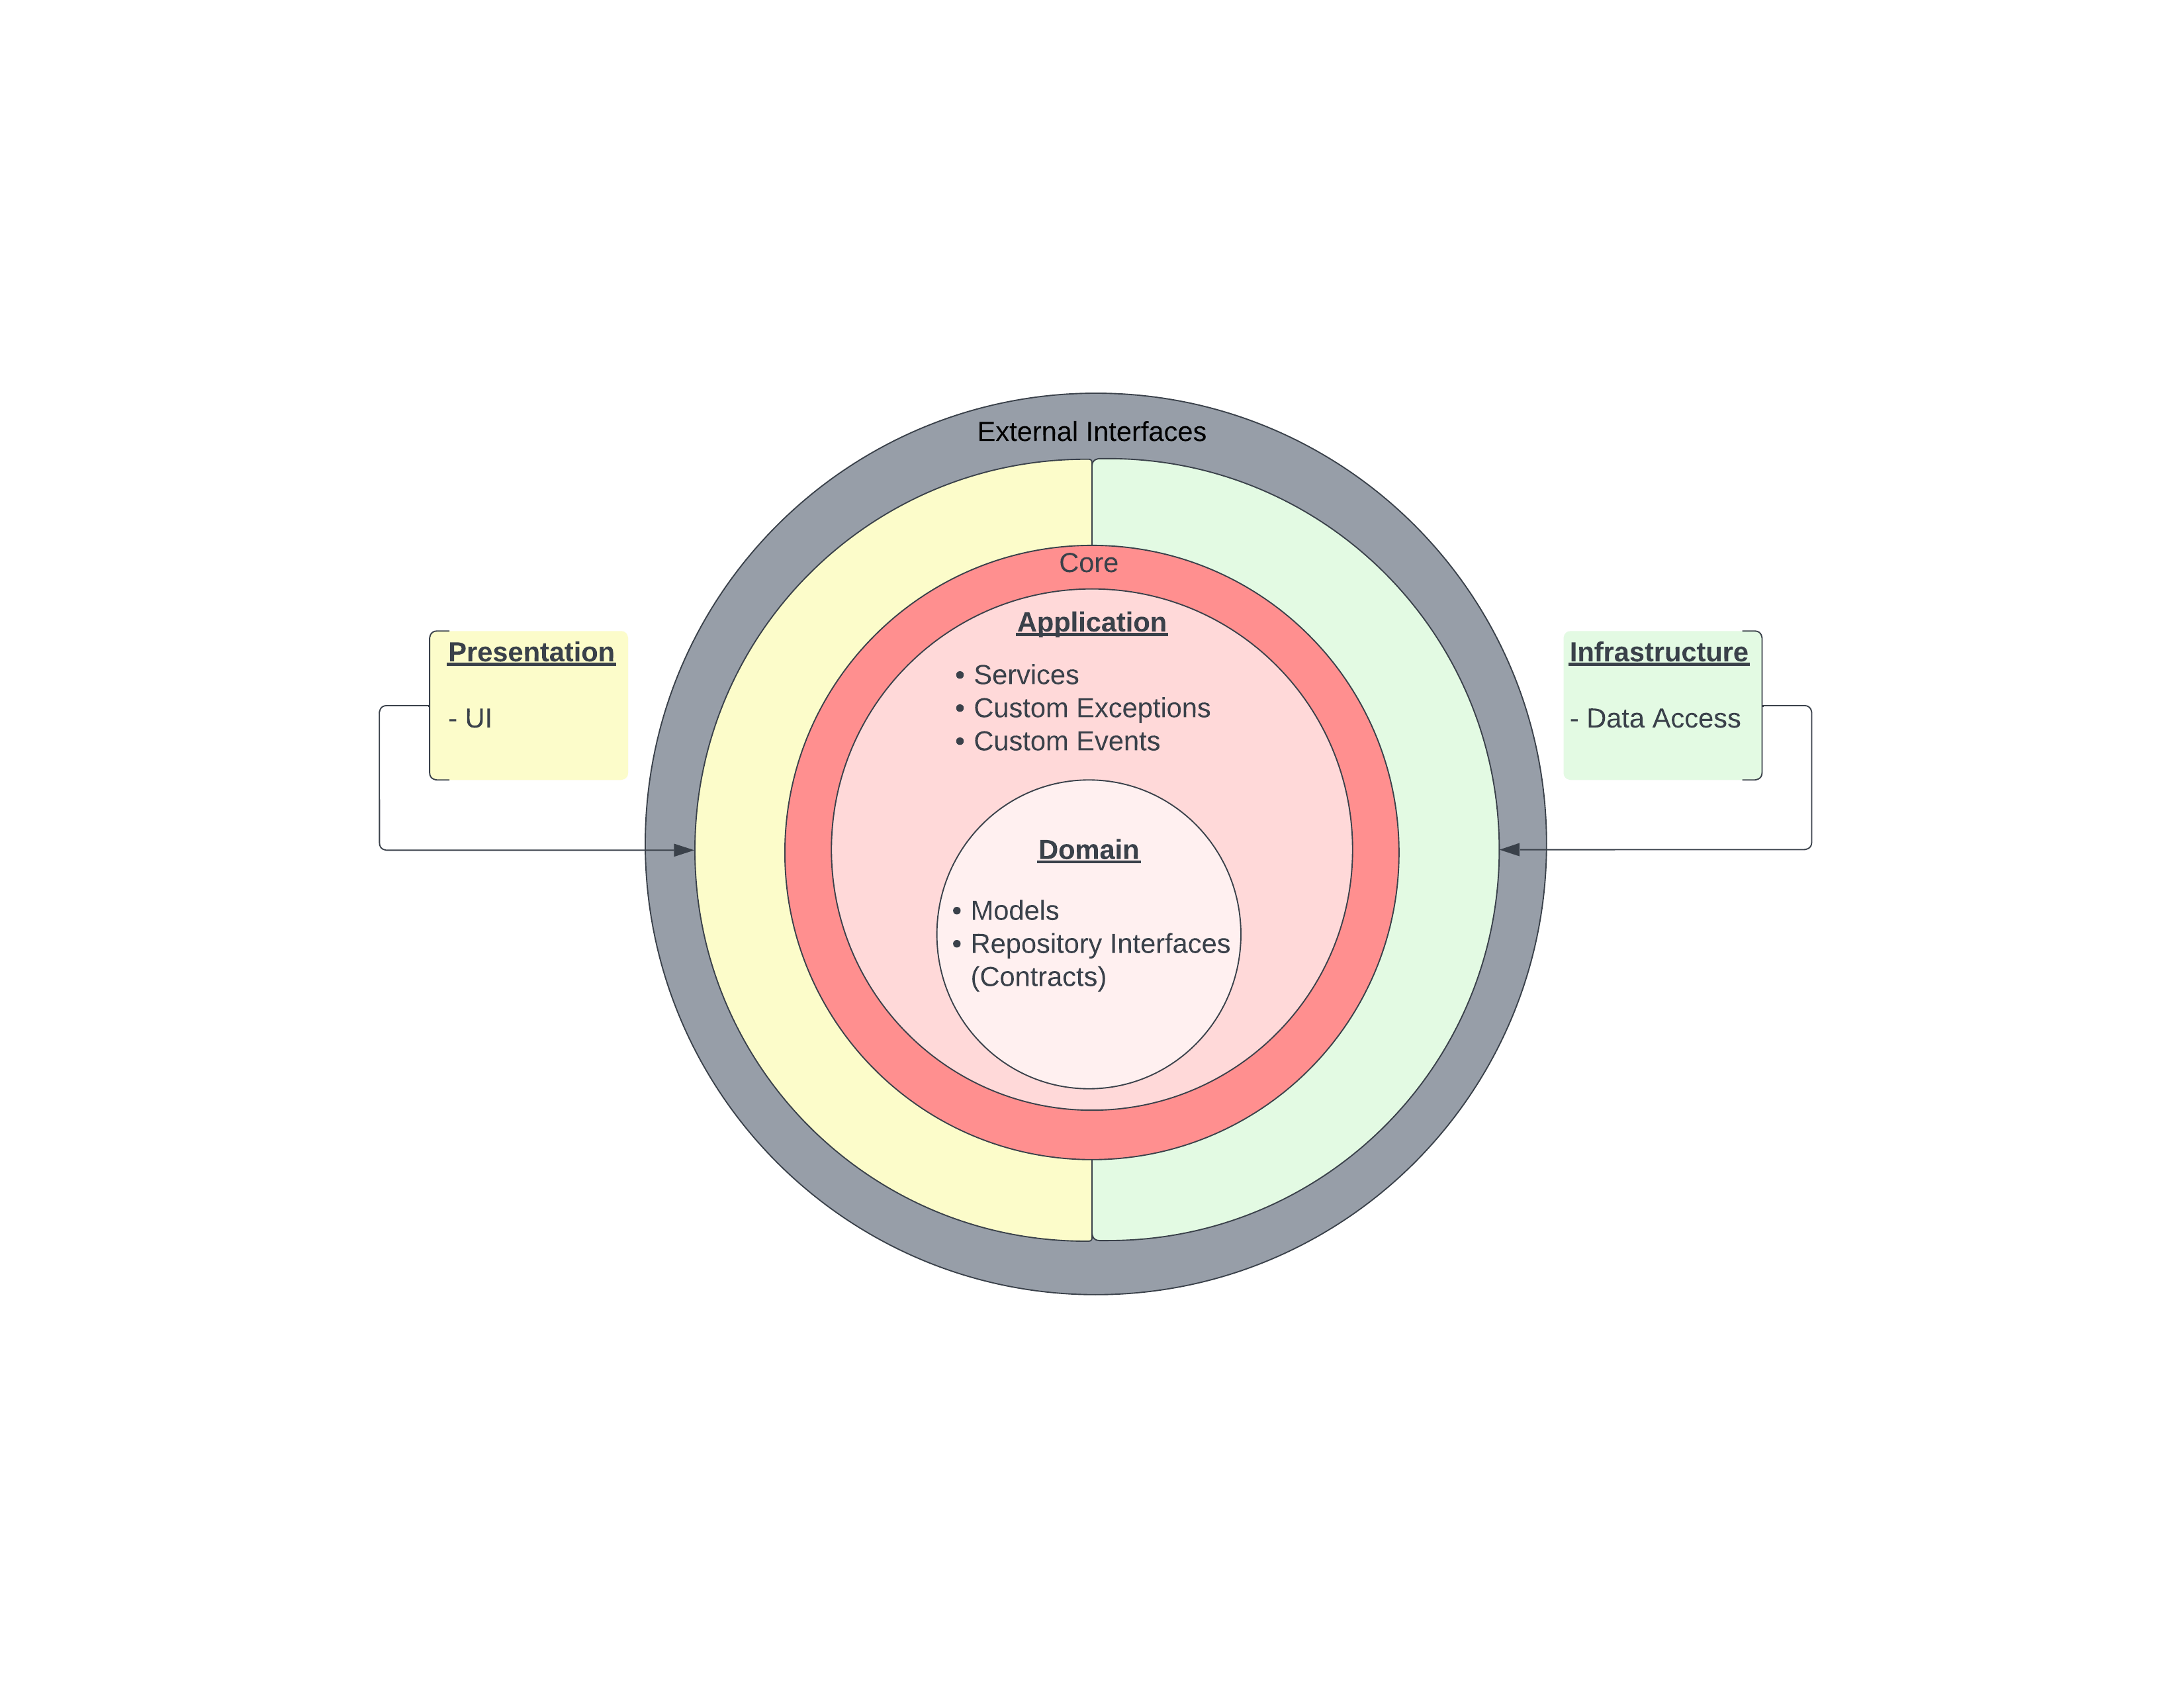 External Interfaces
Core
Application
• Services
• Custom Exceptions
• Custom Events
Presentation
- UI
Infrastructure
- Data Access
Domain
• Models
• Repository Interfaces
(Contracts)